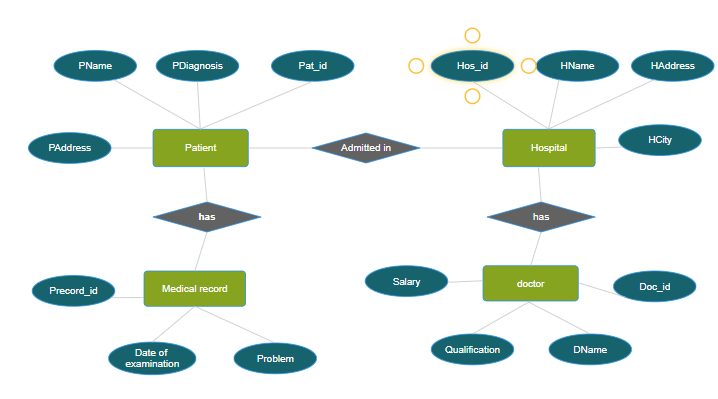 PName
PDiagnosis
Pat_id
Hos_id
HName
HAddress
PAddress
Patient
Admitted in
Hospital
HCity
has
has
Precord_id
Medical record
Salary
doctor
Doc_id
Date of
examination
Problem
Qualification
DName